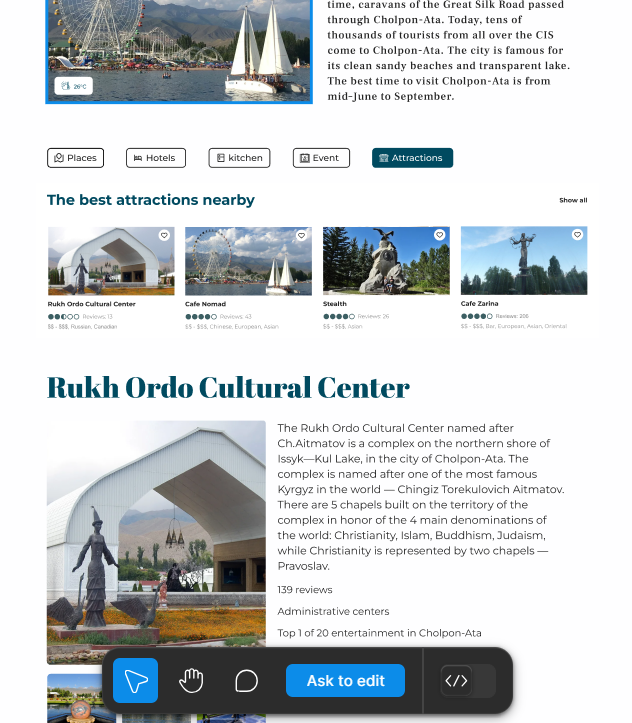 time, caravans of the Great Silk Road passed
through Cholpon-Ata. Today, tens of
thousands of tourists from all over the CIS
come to Cholpon-Ata. The city is famous for
its clean sandy beaches and transparent lake.
The best time to visit Cholpon-Ata is from
mid-June to September.
26°C
Places
Hotels
kitchen
Event
Attractions
The best attractions nearby
Show all
Rukh Ordo Cultural Center
Reviews: 13
$$ - $$$, Russian, Canadian
Cafe Nomad
Reviews: 43
$$ - $$$, Chinese, European, Asian
Stealth
Reviews: 26
$$ - $$$, Asian
Cafe Zarina
Reviews: 206
$$ - $$$, Bar, European, Asian, Oriental
Rukh Ordo Cultural Center
The Rukh Ordo Cultural Center named after
Ch.Aitmatov is a complex on the northern shore of
Issyk—Kul Lake, in the city of Cholpon-Ata. The
complex is named after one of the most famous
Kyrgyz in the world — Chingiz Torekulovich Aitmatov.
There are 5 chapels built on the territory of the
complex in honor of the 4 main denominations of
the world: Christianity, Islam, Buddhism, Judaism,
while Christianity is represented by two chapels —
Pravoslav.
139 reviews
Administrative centers
Top 1 of 20 entertainment in Cholpon-Ata
Ask to edit